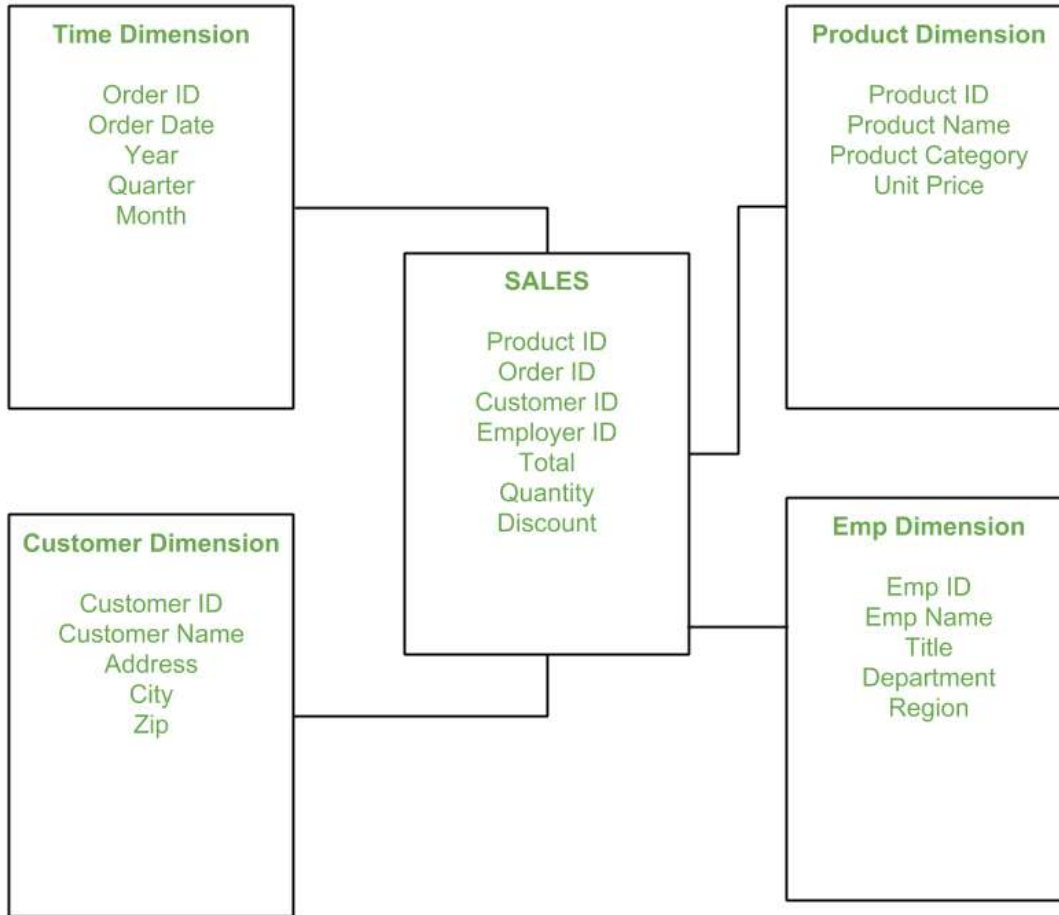 Time Dimension
Order ID
Order Date
Year
Quarter
Month
Product Dimension
Product ID
Product Name
Product Category
Unit Price
SALES
Product ID
Order ID
Customer ID
Employer ID
Total
Quantity
Discount
Customer Dimension
Customer ID
Customer Name
Address
City
Zip
Emp Dimension
Emp ID
Emp Name
Title
Department
Region